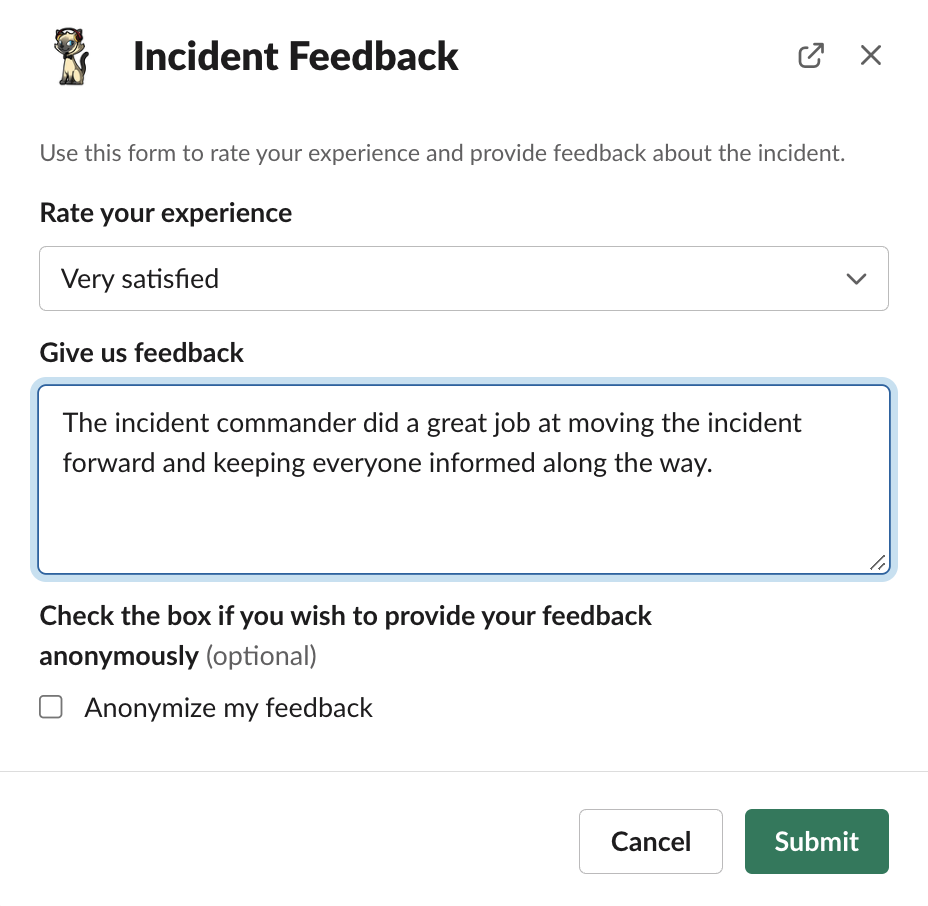 Incident Feedback
Use this form to rate your experience and provide feedback about the incident.
Rate your experience
Very satisfied
Give us feedback
The incident commander did a great job at moving the incident
forward and keeping everyone informed along the way.
Check the box if you wish to provide your feedback
anonymously (optional)
Anonymize my feedback
Cancel Submit